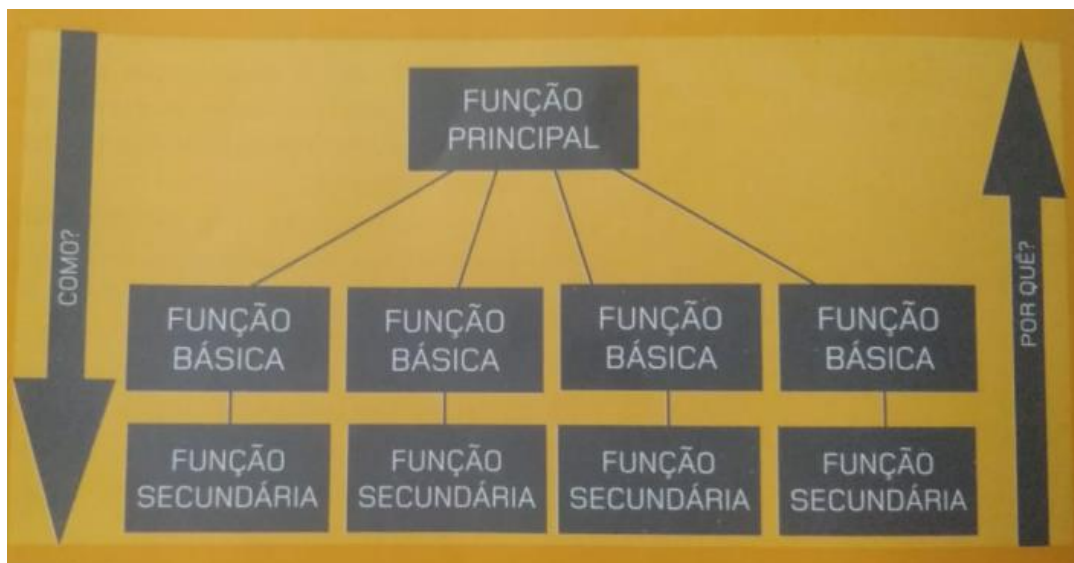 FUNÇÃO
PRINCIPAL
COMO?
POR QUÊ?
FUNÇÃO
BÁSICA
FUNÇÃO
BÁSICA
FUNÇÃO
BÁSICA
FUNÇÃO
BÁSICA
FUNÇÃO
SECUNDÁRIA
FUNÇÃO
SECUNDÁRIA
FUNÇÃO
SECUNDÁRIA
FUNÇÃO
SECUNDÁRIA